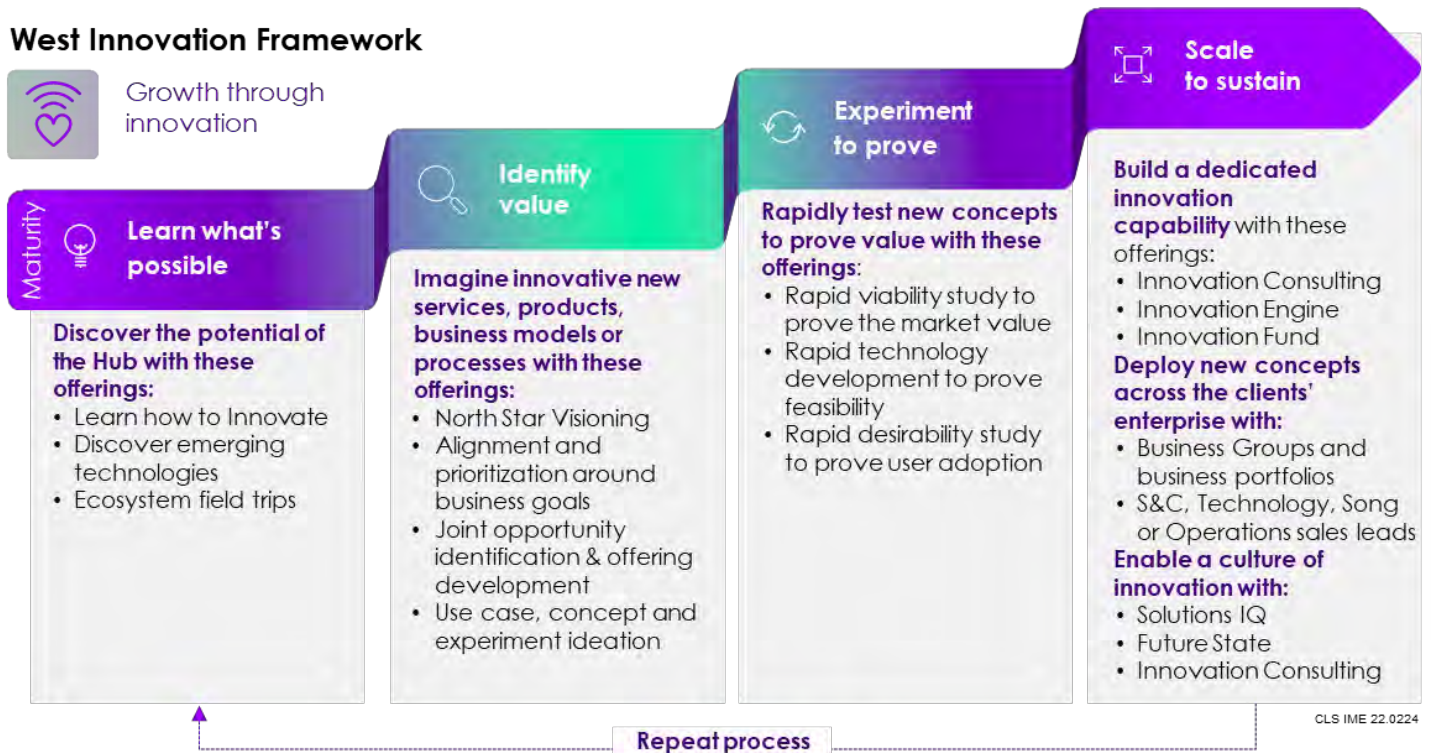 West Innovation Framework
Growth through
innovation
Maturity
Learn what's
possible
Discover the potential of
the Hub with these
offerings:
• Learn how to Innovate
• Discover emerging
technologies
• Ecosystem field trips
Identify
value
Imagine innovative new
services, products,
business models or
processes with these
offerings:
• North Star Visioning
• Alignment and
prioritization around
business goals
• Joint opportunity
identification & offering
development
• Use case, concept and
experiment ideation
Experiment
to prove
Rapidly test new concepts
to prove value with these
offerings:
• Rapid viability study to
prove the market value
• Rapid technology
development to prove
feasibility
• Rapid desirability study
to prove user adoption
Scale
to sustain
Build a dedicated
innovation
capability with these
offerings:
• Innovation Consulting
• Innovation Engine
• Innovation Fund
Deploy new concepts
across the clients'
enterprise with:
• Business Groups and
business portfolios
• S&C, Technology, Song
or Operations sales leads
Enable a culture of
innovation with:
• Solutions IQ
• Future State
• Innovation Consulting
CLS IME 22.0224
Repeat process